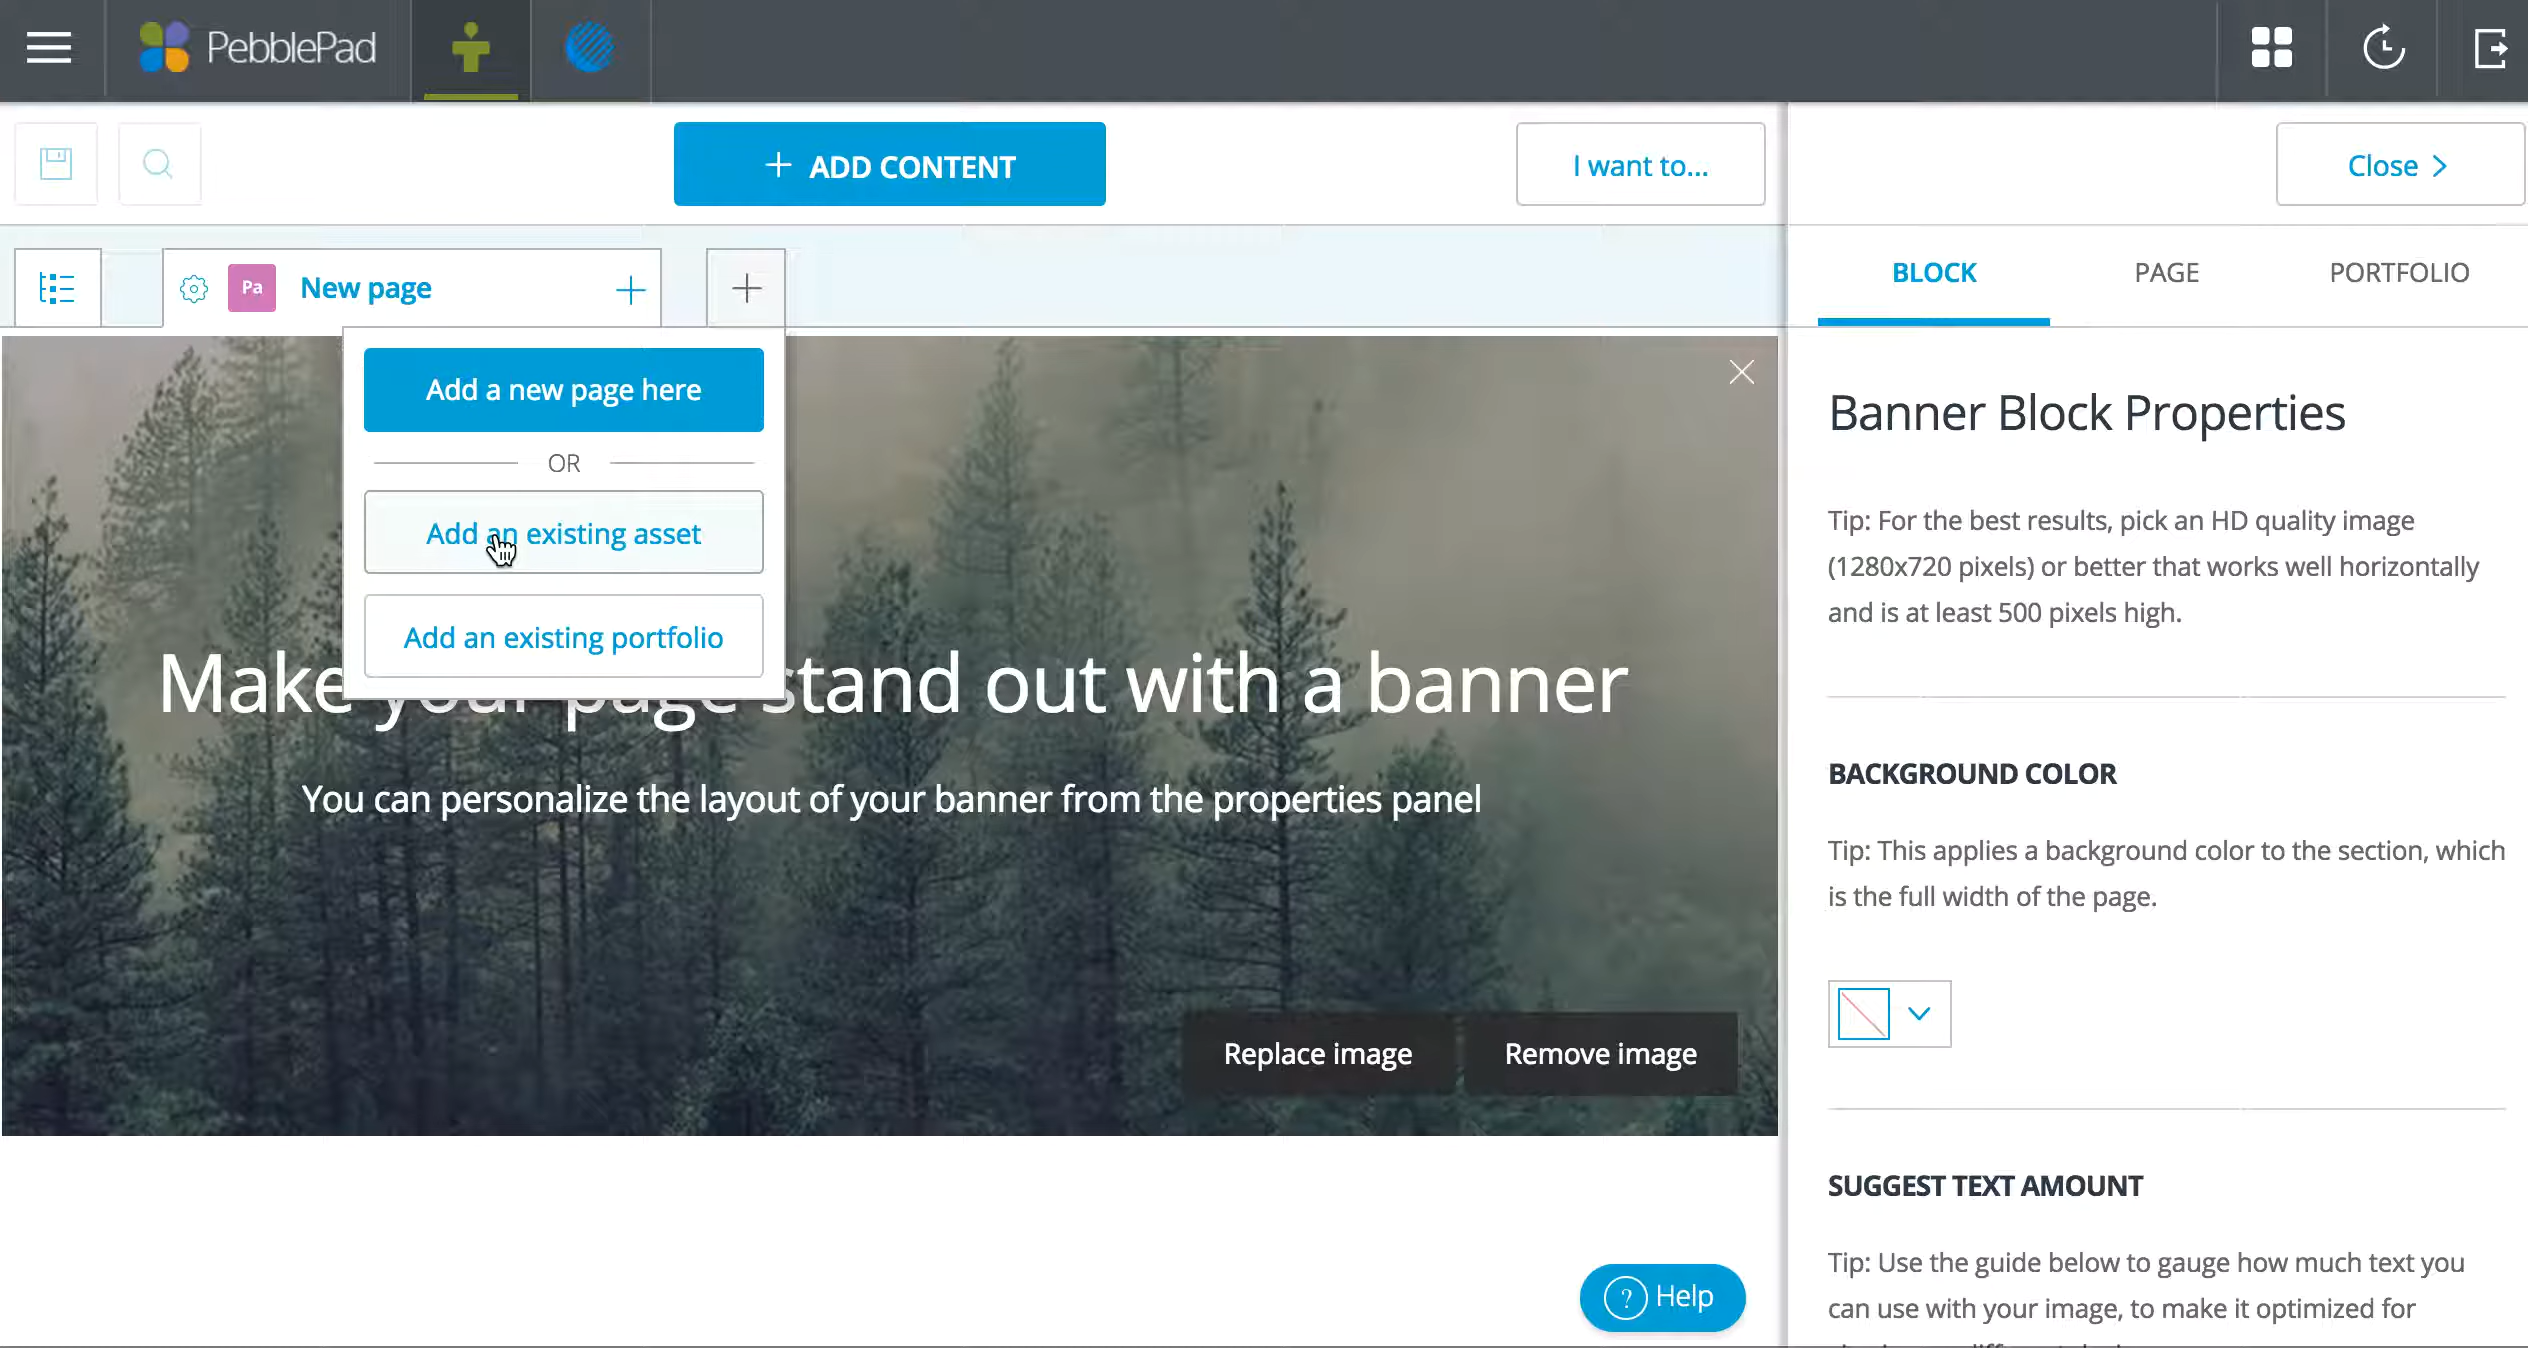 PebblePad
+ ADD CONTENT
I want to...
Close >
Pa New page
BLOCK PAGE PORTFOLIO
Add a new page here
OR
Add an existing asset
Add an existing portfolio
Make your page stand out with a banner
You can personalize the layout of your banner from the properties panel
Replace image Remove image
? Help
Banner Block Properties
Tip: For the best results, pick an HD quality image
(1280x720 pixels) or better that works well horizontally
and is at least 500 pixels high.
BACKGROUND COLOR
Tip: This applies a background color to the section, which
is the full width of the page.
SUGGEST TEXT AMOUNT
Tip: Use the guide below to gauge how much text you
can use with your image, to make it optimized for